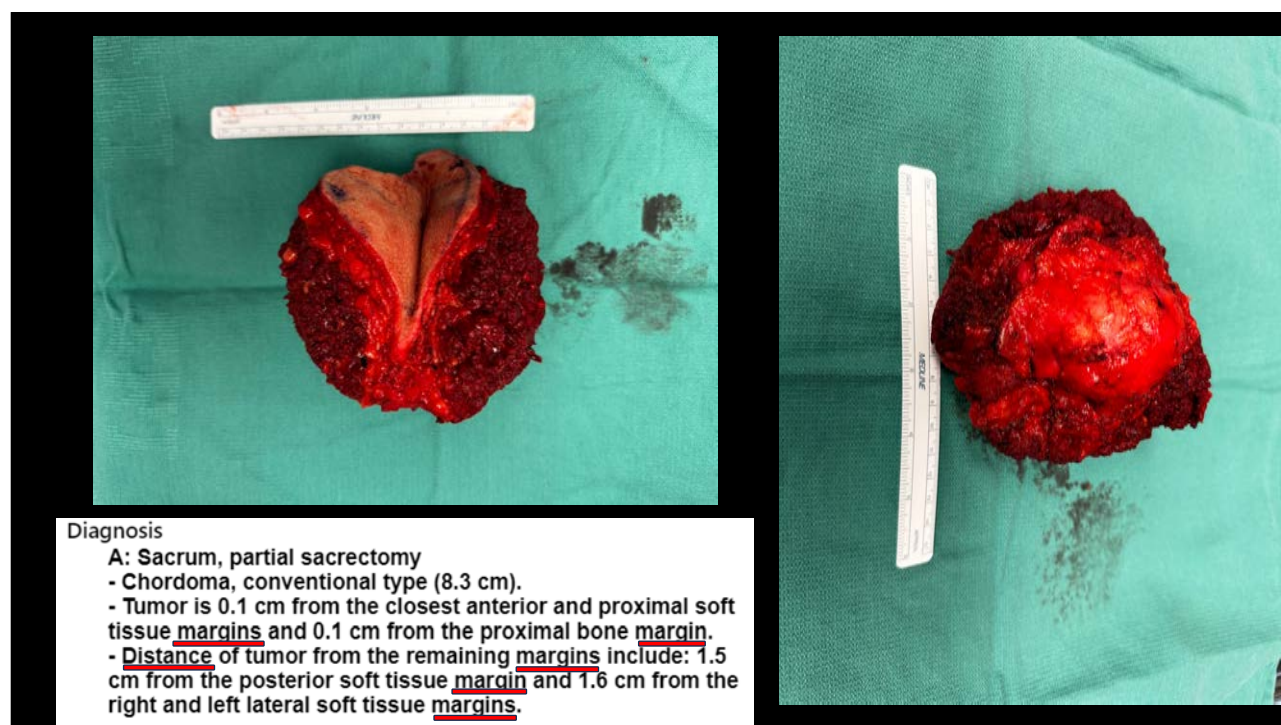 MEDLINE
MEDLINE
Diagnosis
A: Sacrum, partial sacrectomy
- Chordoma, conventional type (8.3 cm).
- Tumor is 0.1 cm from the closest anterior and proximal soft
tissue margins and 0.1 cm from the proximal bone margin.
- Distance of tumor from the remaining margins include: 1.5
cm from the posterior soft tissue margin and 1.6 cm from the
right and left lateral soft tissue margins.